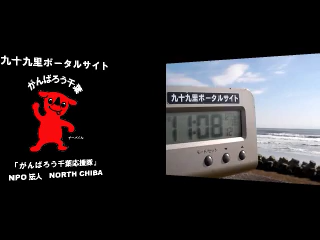 九十九里ポータルサイト
がんばろう千葉
「がんばろう千葉応援隊」
NPO 法人　NORTH CHIBA
九十九里ポータルサイト
11:08